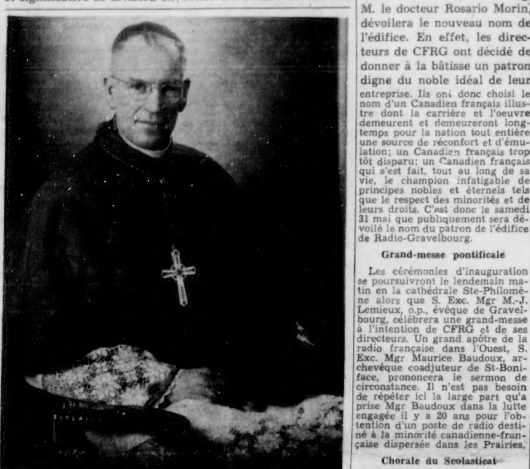 M. le docteur Rosario Morin,
dévoilera le nouveau nom de
l'édifice. En effet, les direc-
teurs de CFRG ont décidé de
donner à la bâtisse un patron
digne du noble idéal de leur
entreprise. Ils ont donc choisi le
nom d'un Canadien français illus-
tre dont la carrière et l'oeuvre
demeurent et demeureront long-
temps pour la nation tout entière
une source de réconfort et d'ému-
lation; un Canadien français trop
tôt disparu; un Canadien français
qui s'est fait, tout au long de sa
vie, le champion infatigable de
principes nobles et éternels tels
que le respect des minorités et de
leurs droits. C'est donc le samedi
31 mai que publiquement sera dé-
voilé le nom du patron de l'édifice
de Radio-Gravelbourg.
Grand-messe pontificale
Les cérémonies d'inauguration
se poursuivront le lendemain ma-
tin en la cathédrale Ste-Philomè-
ne alors que S. Exc. Mgr M.-J.
Lemieux, o.p., évêque de Gravel-
bourg, célébrera une grand-messe
à l'intention de CFRG et de ses
directeurs. Un grand apôtre de la
radio française dans l'Ouest, S.
Exc. Mgr Maurice Baudoux, ar-
chevêque coadjuteur de St-Boni-
face, prononcera le sermon de
circonstance. Il n'est pas besoin
de répéter ici la large part qu'a
prise Mgr Baudoux dans la lutte
engagée il y a 20 ans pour l'ob-
tention d'un poste de radio desti-
né à la minorité canadienne-fran-
çaise dispersée dans les Prairies.
Chorale du Scolasticat